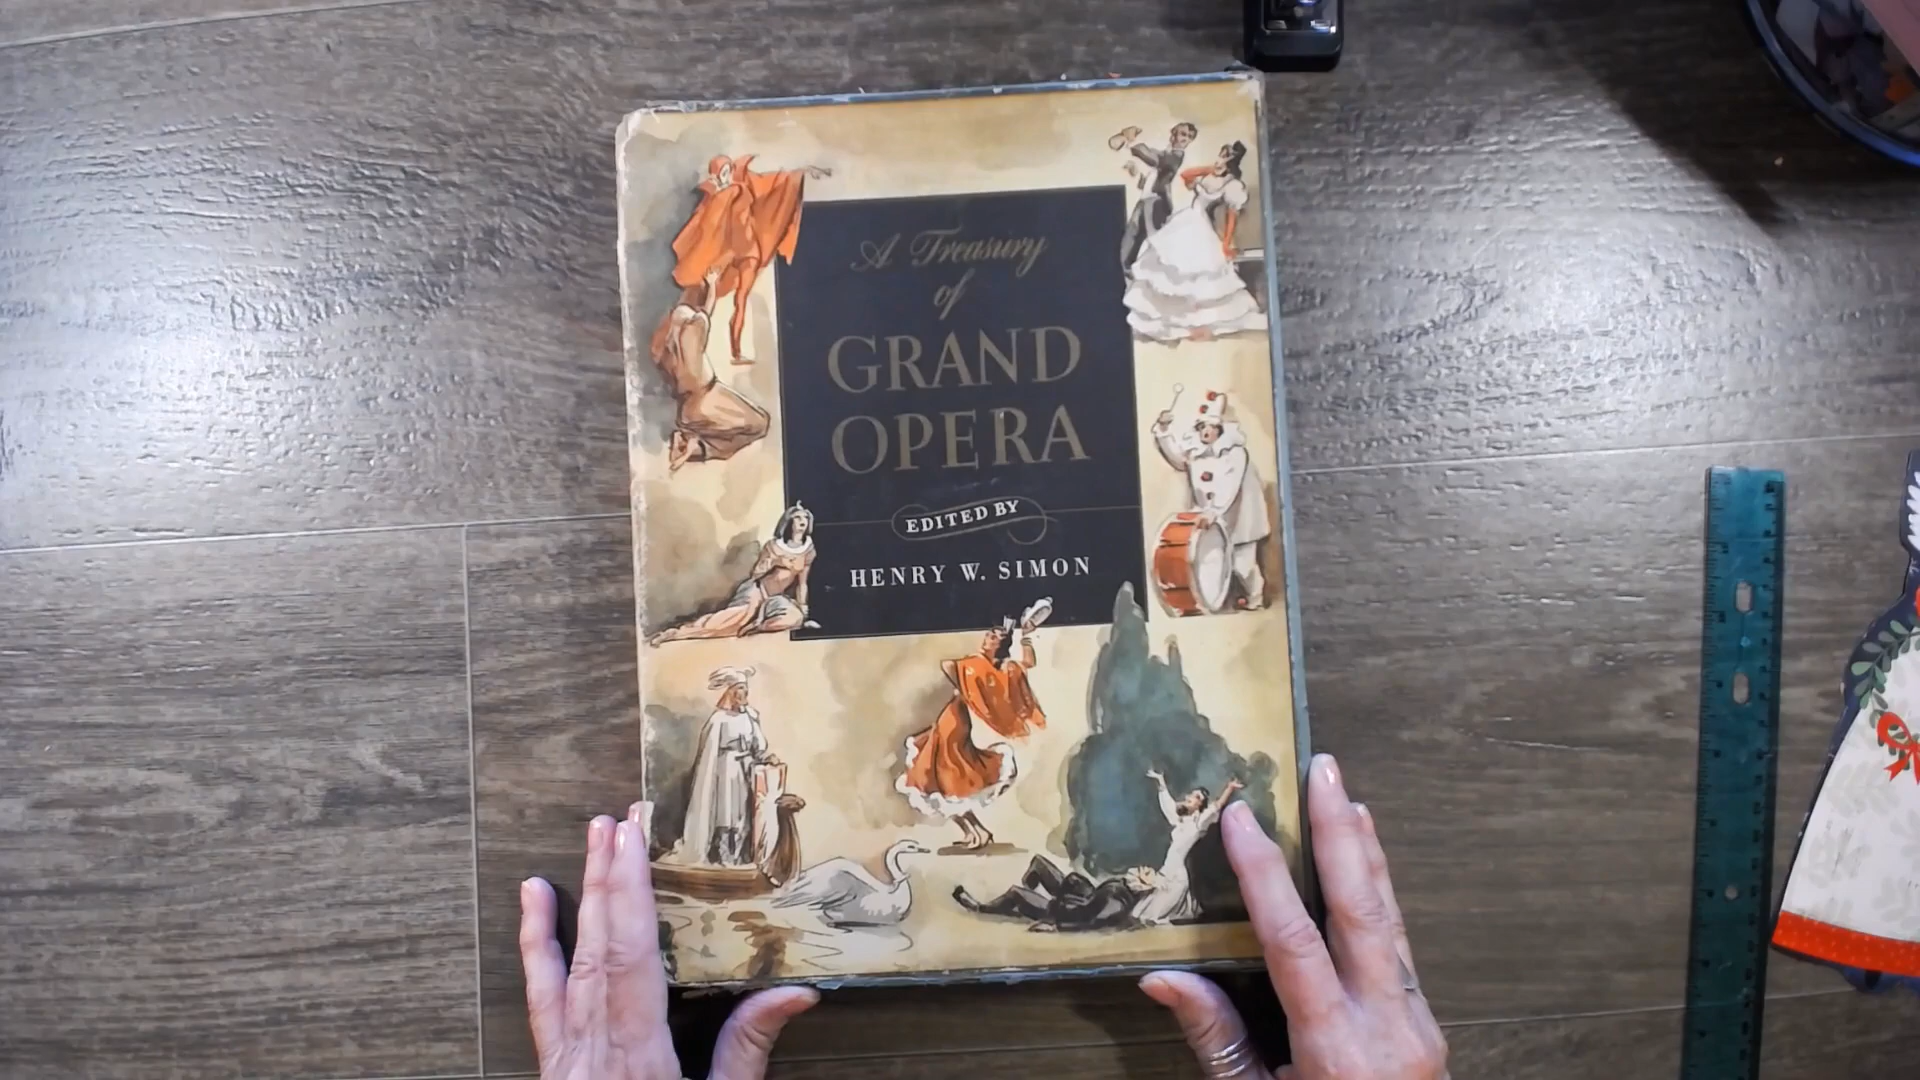 A Treasury
of
GRAND
OPERA
EDITED BY
HENRY W. SIMON